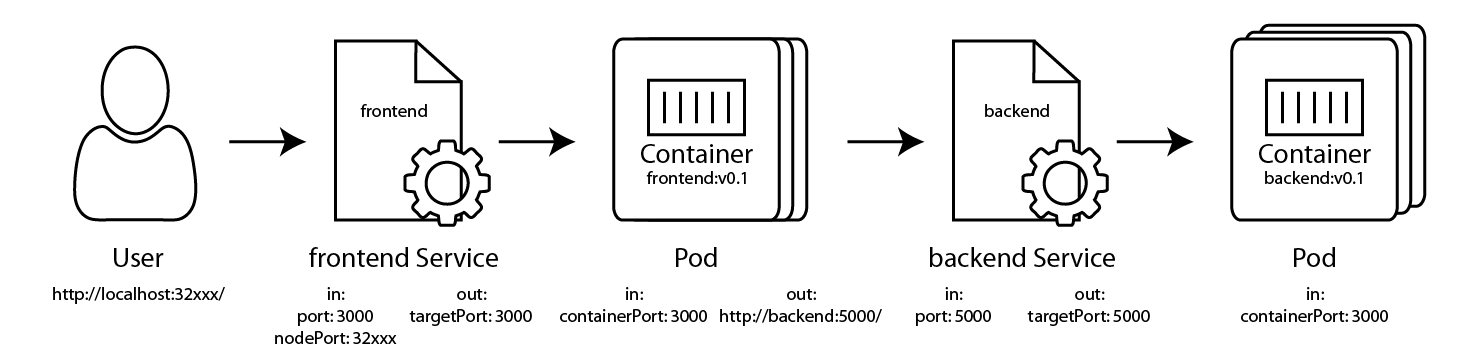 frontend
Container
frontend:v0.1
backend
Container
backend:v0.1
User
frontend Service
Pod
backend Service
Pod
http://localhost:32xxx/
in:
port: 3000
nodePort: 32xxx
out:
targetPort: 3000
in:
containerPort: 3000
out:
http://backend:5000/
in:
port: 5000
out:
targetPort: 5000
in:
containerPort: 3000